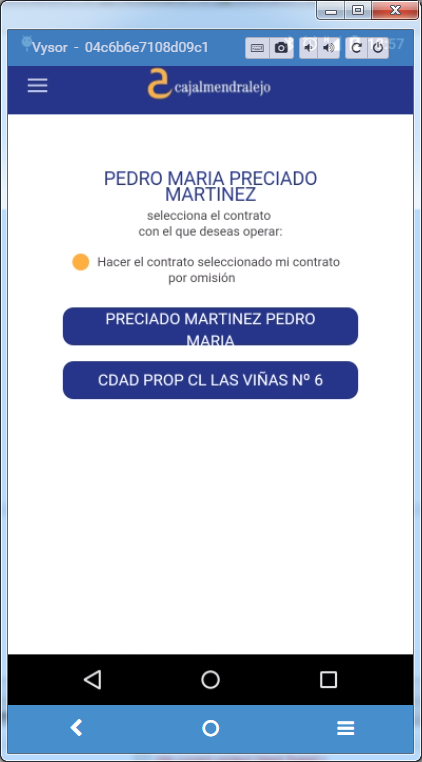 Vysor - 04c6b6e7108d09c1
57
cajalmendralejo
PEDRO MARIA PRECIADO
MARTINEZ
selecciona el contrato
con el que deseas operar:
Hacer el contrato seleccionado mi contrato
por omisión
PRECIADO MARTINEZ PEDRO
MARIA
CDAD PROP CL LAS VIÑAS Nº 6